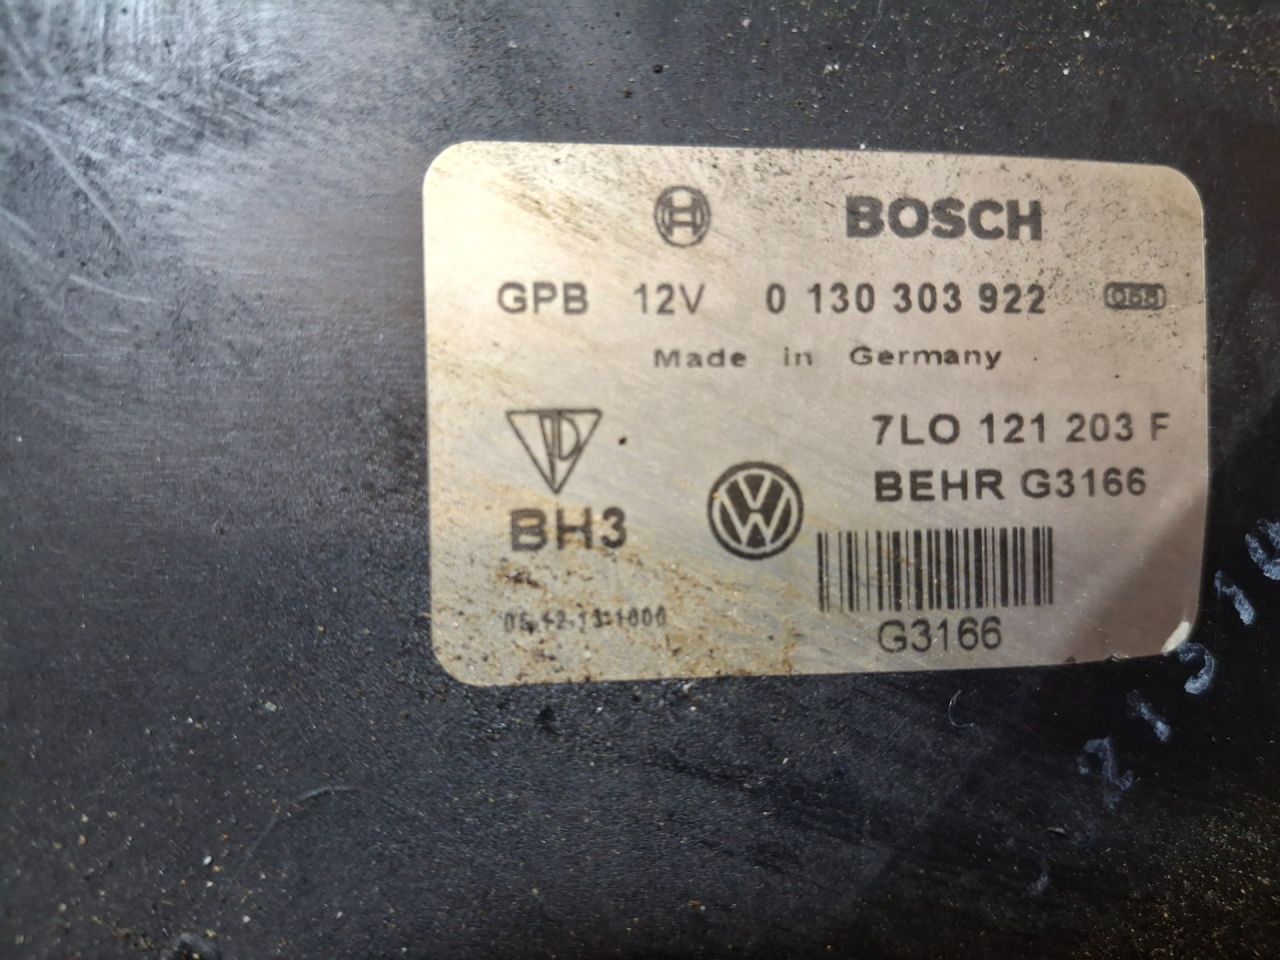 BOSCH
GPB 12V 0 130 303 922
Made in Germany
7LO 121 203 F
BEHR G3166
BH3
G3166